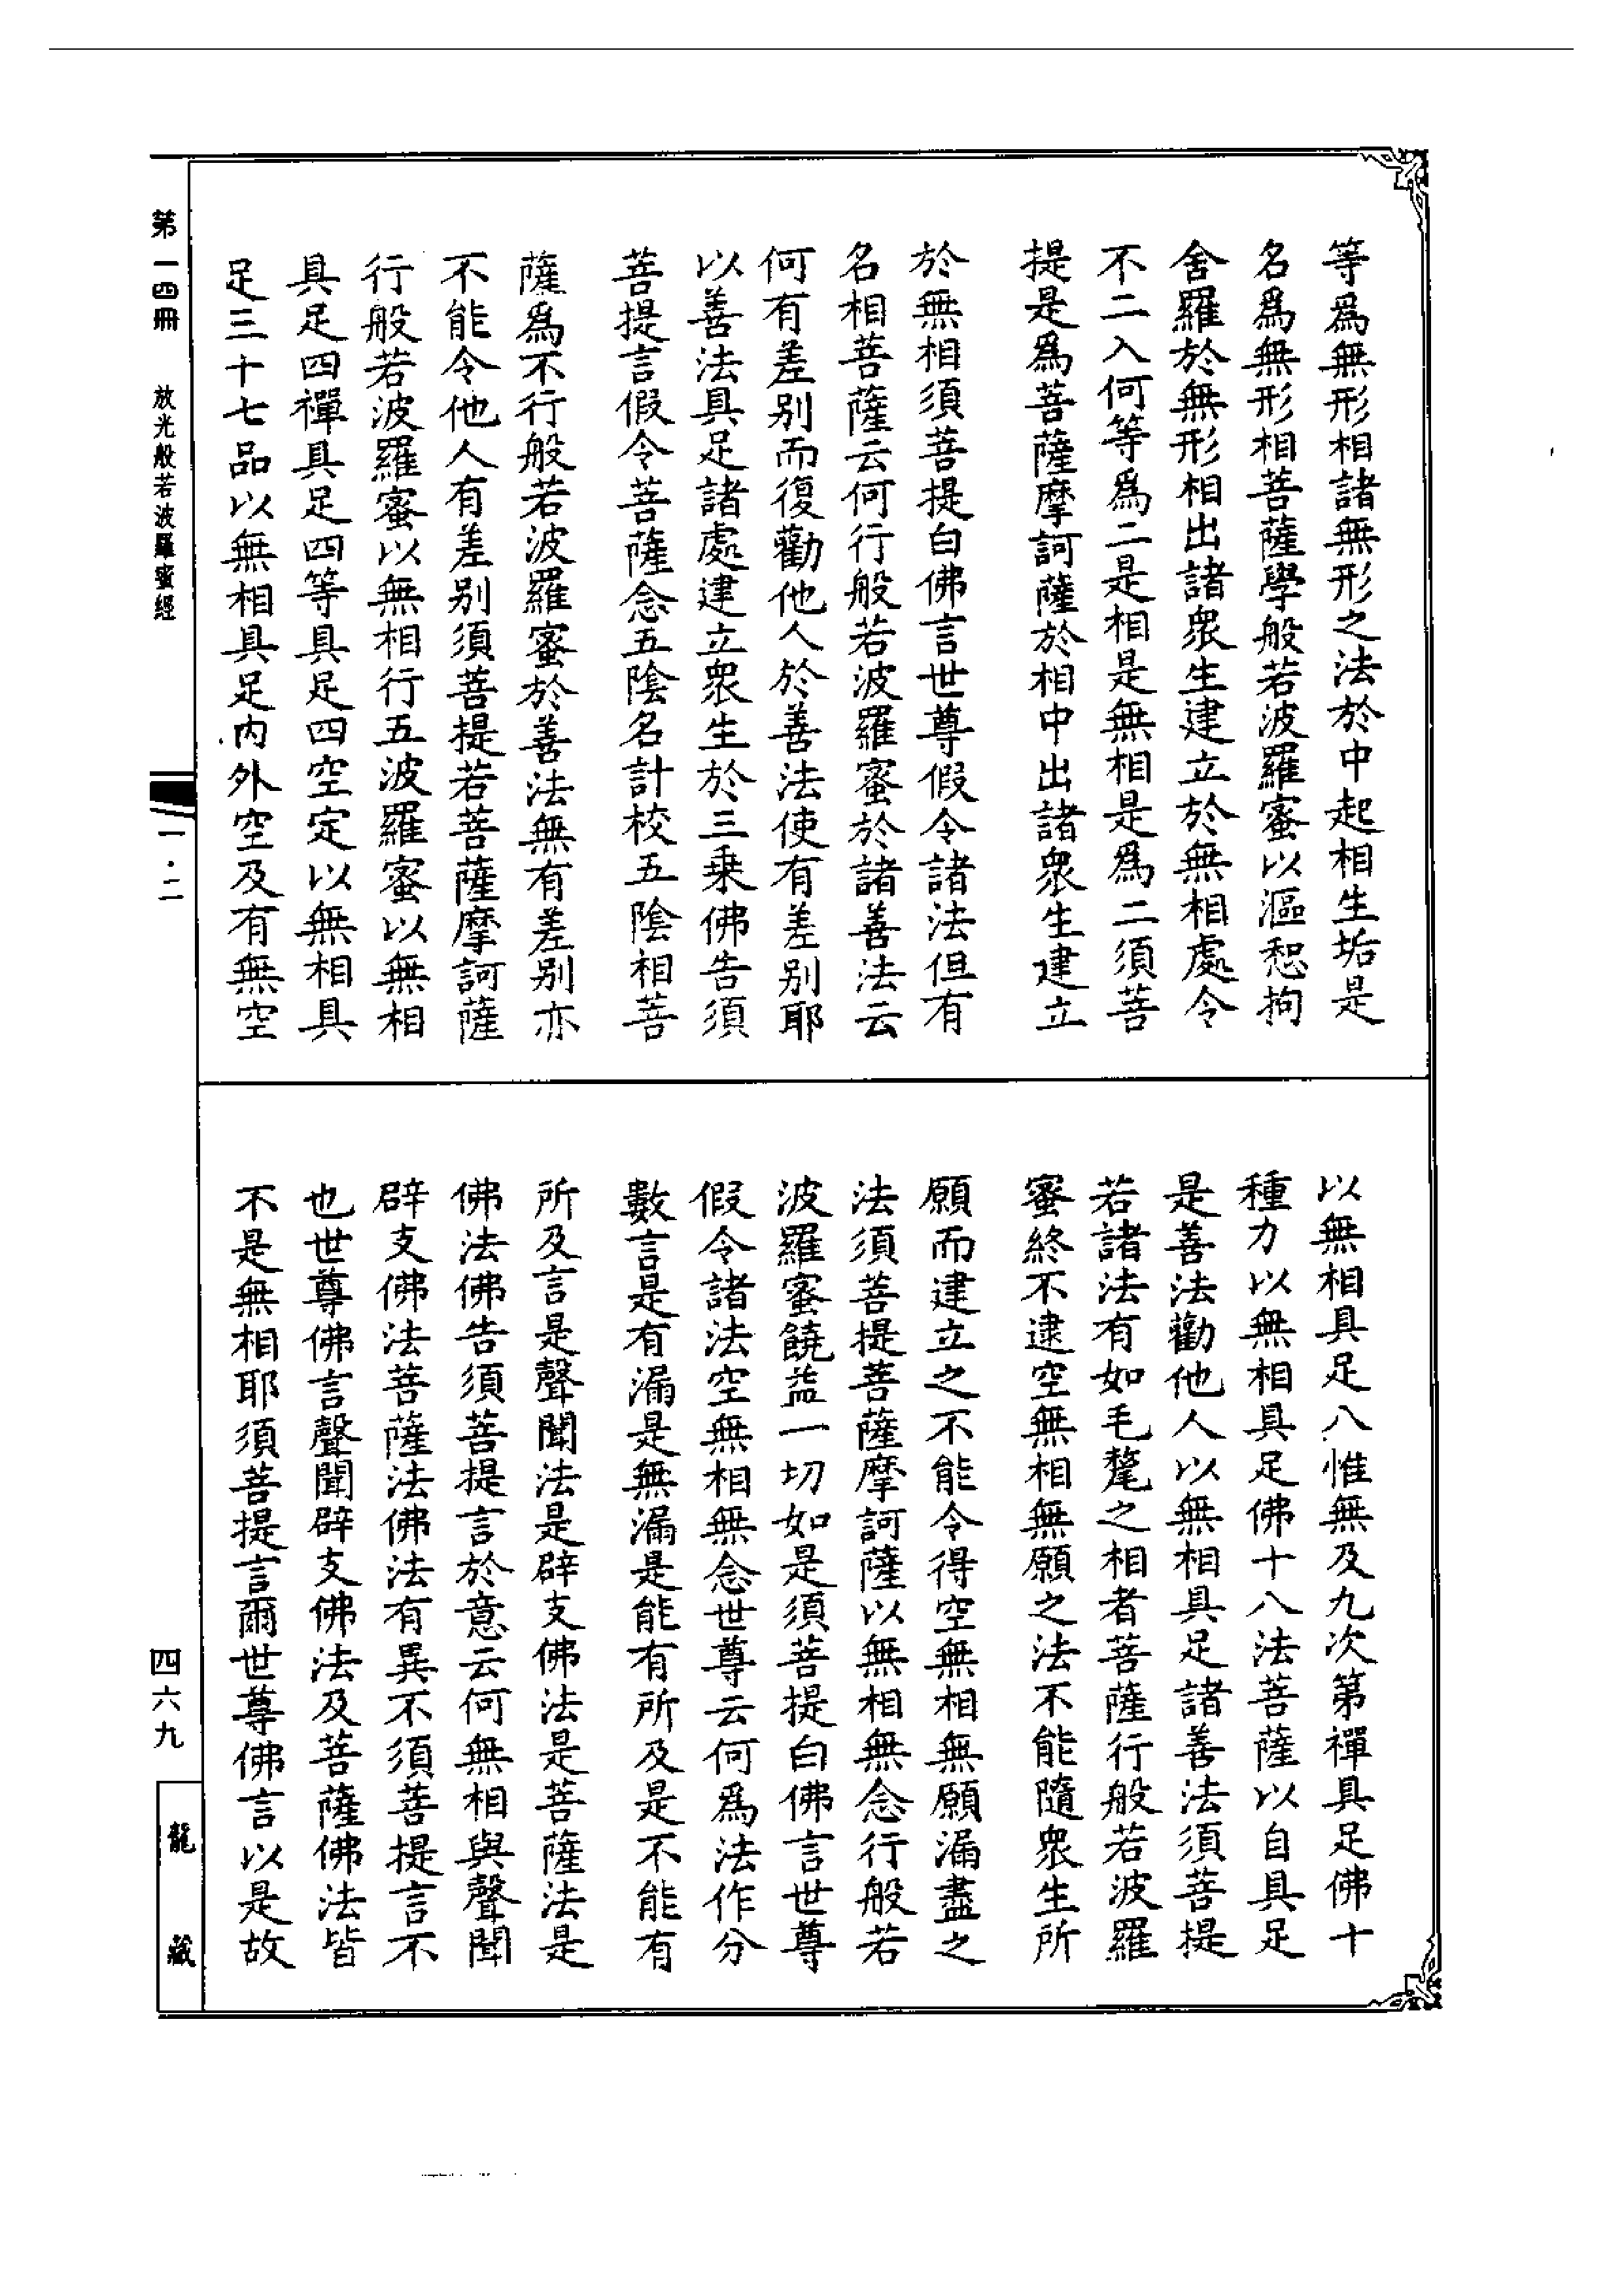 等爲無形相諸無形之法於中起相生垢是
名爲無形相菩薩學般若波羅蜜以漚惒拘
舍羅於無形相出諸衆生建立於無相處令
不二入何等爲二是相是無相是爲二須菩
提是爲菩薩摩訶薩於相中出諸衆生建立
於無相須菩提白佛言世尊假令諸法但有
名相菩薩云何行般若波羅蜜於諸善法云
何有差別而復勸他人於善法使有差別耶
以善法具足諸處建立衆生於三乘佛告須
菩提言假令菩薩念五陰名計校五陰相菩
薩爲不行般若波羅蜜於善法無有差別亦
不能令他人有差別須菩提若菩薩摩訶薩
行般若波羅蜜以無相行五波羅蜜以無相
具足四禪具足四等具足四空定以無相具
足三十七品以無相具足內外空及有無空
以無相具足八惟無及九次第禪具足佛十
種力以無相具足佛十八法菩薩以自具足
是善法勸他人以無相具足諸善法須菩提
若諸法有如毛氂之相者菩薩行般若波羅
蜜終不逮空無相無願之法不能隨衆生所
願而建立之不能令得空無相無願漏盡之
法須菩提菩薩摩訶薩以無相無念行般若
波羅蜜饒益一切如是須菩提白佛言世尊
假令諸法空無相無念世尊云何爲法作分
數言是有漏是無漏是能有所及是不能有
所及言是聲聞法是辟支佛法是菩薩法是
佛法佛告須菩提言於意云何無相與聲聞
辟支佛法菩薩法佛法有異不須菩提言不
也世尊佛言聲聞辟支佛法及菩薩佛法皆
不是無相耶須菩提言爾世尊佛言以是故
第一四冊 放光般若波羅蜜經
一·二
四六九
龍藏